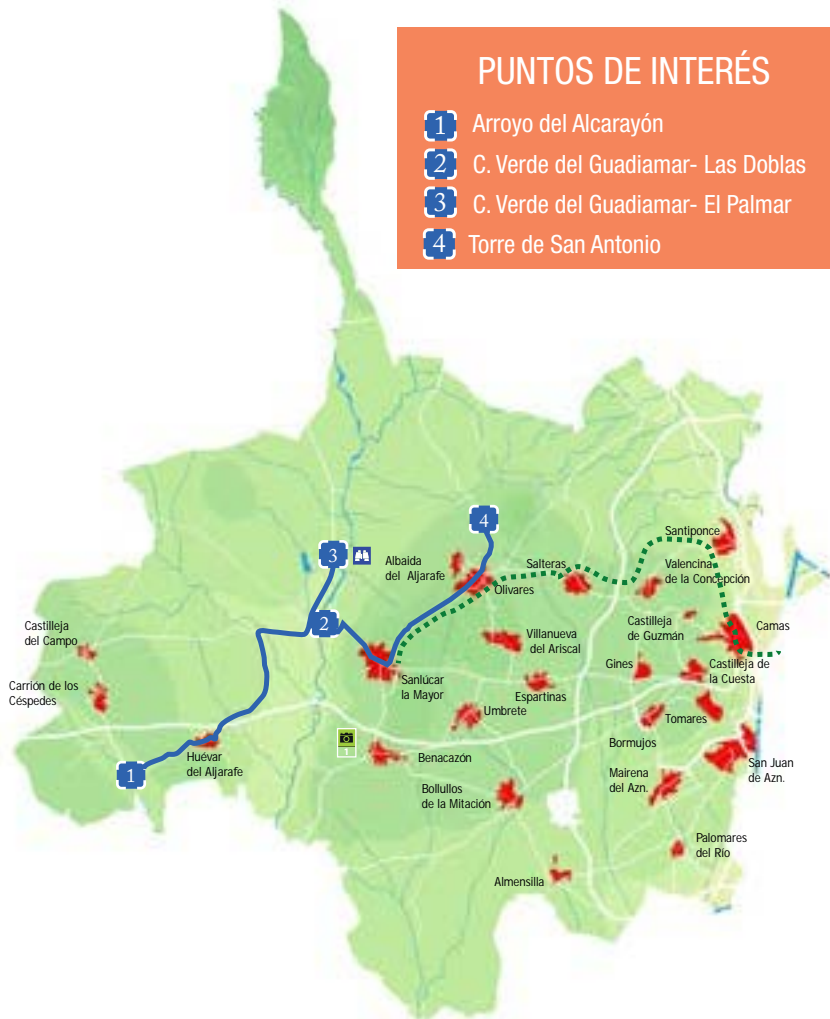 PUNTOS DE INTERÉS
1 Arroyo del Alcarayón
2 C. Verde del Guadiamar- Las Doblas
3 C. Verde del Guadiamar- El Palmar
4 Torre de San Antonio
4
Santiponce
3
Albaida
del Aljarafe
Salteras
Valencina
de la Concepción
Olivares
2
Castilleja
del Campo
Villanueva
del Ariscal
Castilleja
de Guzmán
Camas
Carrión de los
Céspedes
Sanlúcar
la Mayor
Espartinas
Gines
Castilleja de
la Cuesta
Umbrete
Tomares
Bormujos
1
Huévar
del Aljarafe
1
Benacazón
San Juan
de Azn.
Bollullos
de la Mitación
Mairena
del Azn.
Palomares
del Río
Almensilla